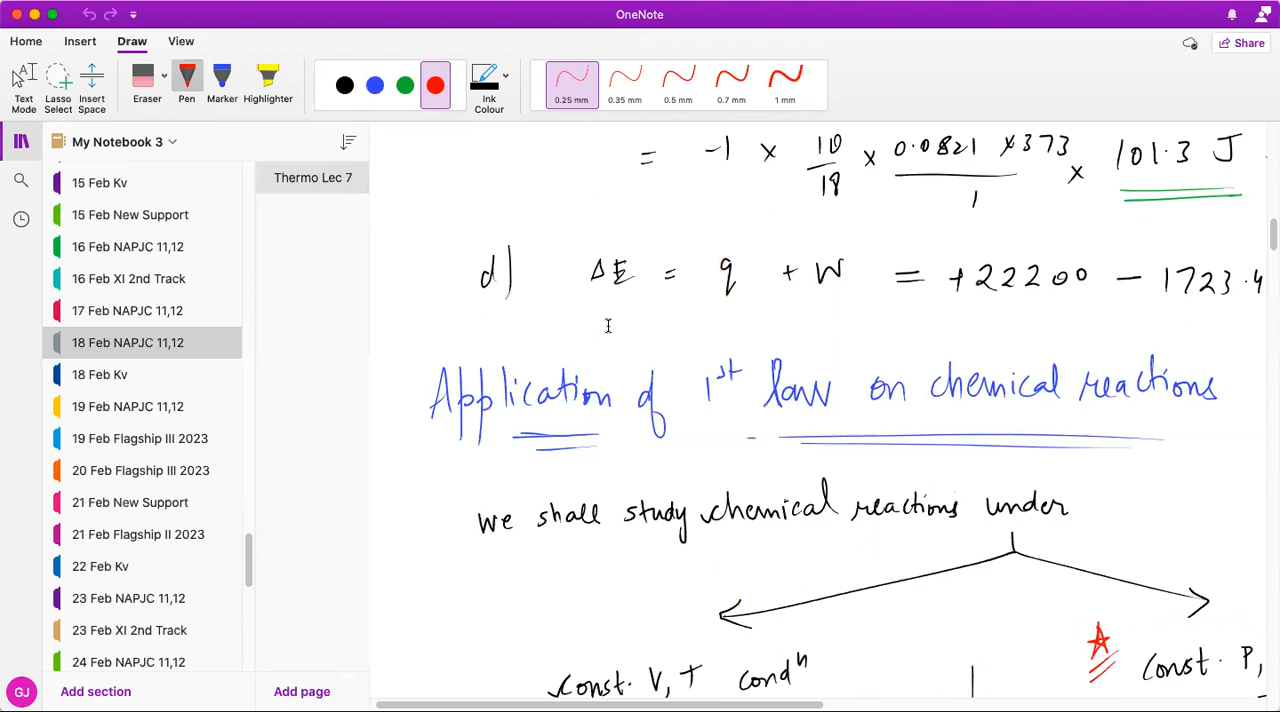 OneNote
Home Insert Draw View
Share
Text Mode
Lasso Select
Insert Space
Eraser
Pen
Marker
Highlighter
Ink Colour
0.25 mm 0.35 mm 0.5 mm 0.7 mm 1 mm
My Notebook 3
Thermo Lec 7
15 Feb Kv
15 Feb New Support
16 Feb NAPJC 11,12
16 Feb XI 2nd Track
17 Feb NAPJC 11,12
18 Feb NAPJC 11,12
18 Feb Kv
19 Feb NAPJC 11,12
19 Feb Flagship III 2023
20 Feb Flagship III 2023
21 Feb New Support
21 Feb Flagship II 2023
22 Feb Kv
23 Feb NAPJC 11,12
23 Feb XI 2nd Track
24 Feb NAPJC 11,12
GJ
Add section
Add page
= -1 × 10/18 × 0.0821 × 373/1 × 101.3 J
d) ΔE = q + W = +22200 - 1723.4
Application of 1st law on chemical reactions
We shall study chemical reactions under
const. V, T condn
const. P,